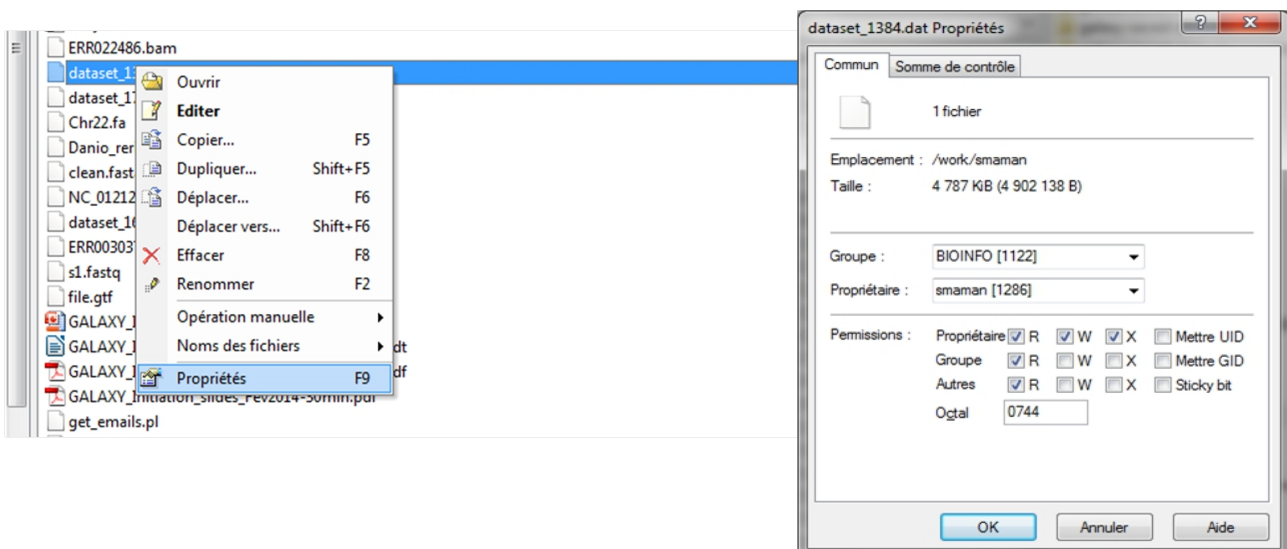 ERR022486.bam
dataset_13
dataset_17
Chr22.fa
Danio_rer
clean.fast
NC_01212
dataset_16
ERR00303
s1.fastq
file.gtf
GALAXY_I
GALAXY_I dt
GALAXY_I df
GALAXY_Initiation_slides_Fev2014-30min.pdf
get_emails.pl
Ouvrir
Editer
Copier... F5
Dupliquer... Shift+F5
Déplacer... F6
Déplacer vers... Shift+F6
Effacer F8
Renommer F2
Opération manuelle
Noms des fichiers
Propriétés F9
dataset_1384.dat Propriétés
Commun Somme de contrôle
1 fichier
Emplacement : /work/smaman
Taille : 4 787 KiB (4 902 138 B)
Groupe : BIOINFO [1122]
Propriétaire : smaman [1286]
Permissions : Propriétaire R W X Mettre UID
Groupe R W X Mettre GID
Autres R W X Sticky bit
Octal 0744
OK Annuler Aide